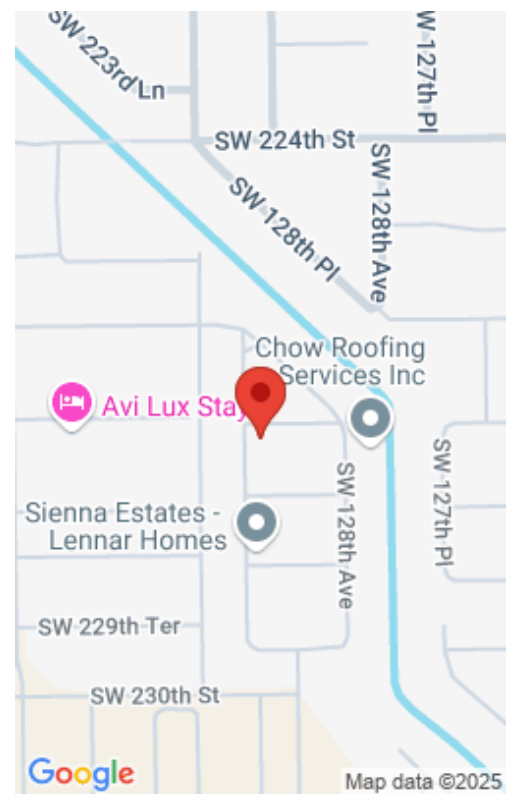 SW 223rd Ln
SW 127th Pl
SW 224th St
SW 128th Ave
SW 128th Pl
Chow Roofing
Services Inc
Avi Lux Stay
SW 127th Pl
SW 128th Ave
Sienna Estates -
Lennar Homes
SW 229th Ter
SW 230th St
Google
Map data ©2025